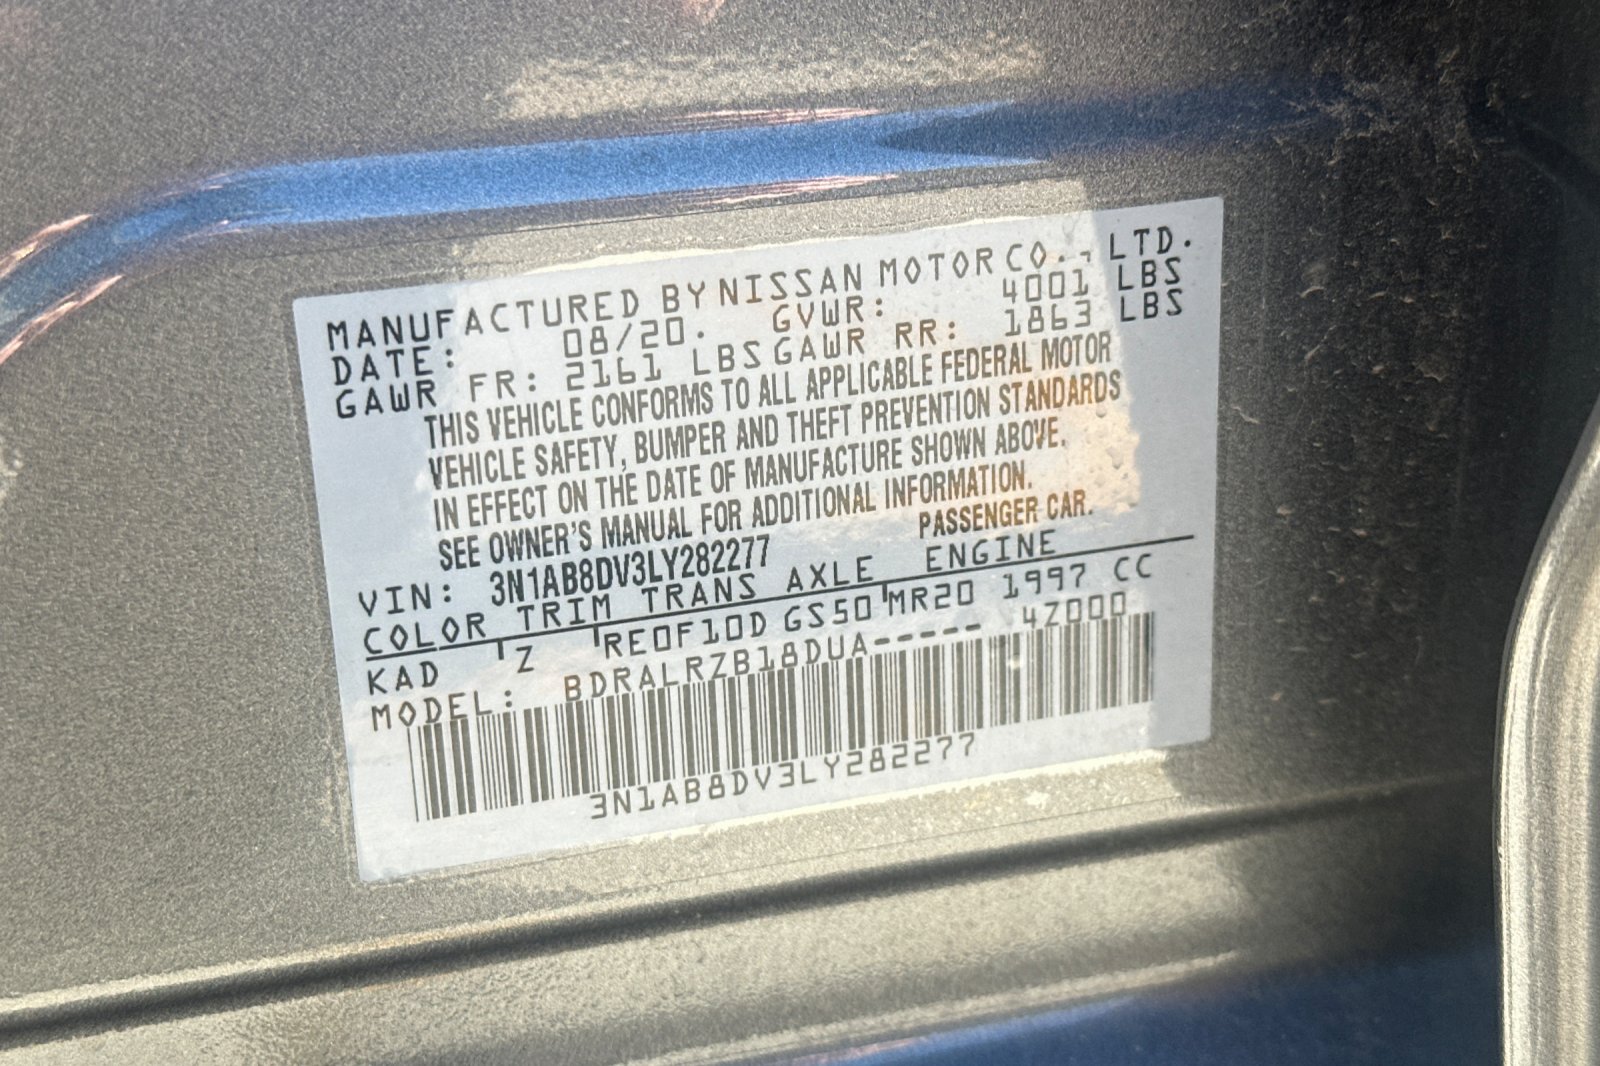 MANUFACTURED BY NISSAN MOTOR CO., LTD.
DATE: 08/20. GVWR: 4001 LBS
GAWR FR: 2161 LBS GAWR RR: 1863 LBS
THIS VEHICLE CONFORMS TO ALL APPLICABLE FEDERAL MOTOR
VEHICLE SAFETY, BUMPER AND THEFT PREVENTION STANDARDS
IN EFFECT ON THE DATE OF MANUFACTURE SHOWN ABOVE.
SEE OWNER'S MANUAL FOR ADDITIONAL INFORMATION.
PASSENGER CAR.
VIN: 3N1AB8DV3LY282277
COLOR TRIM TRANS AXLE ENGINE
KAD Z RE0F10D GS50 MR20 1997 CC
MODEL: BDRALRZB18DUA----- 4Z000
3N1AB8DV3LY282277